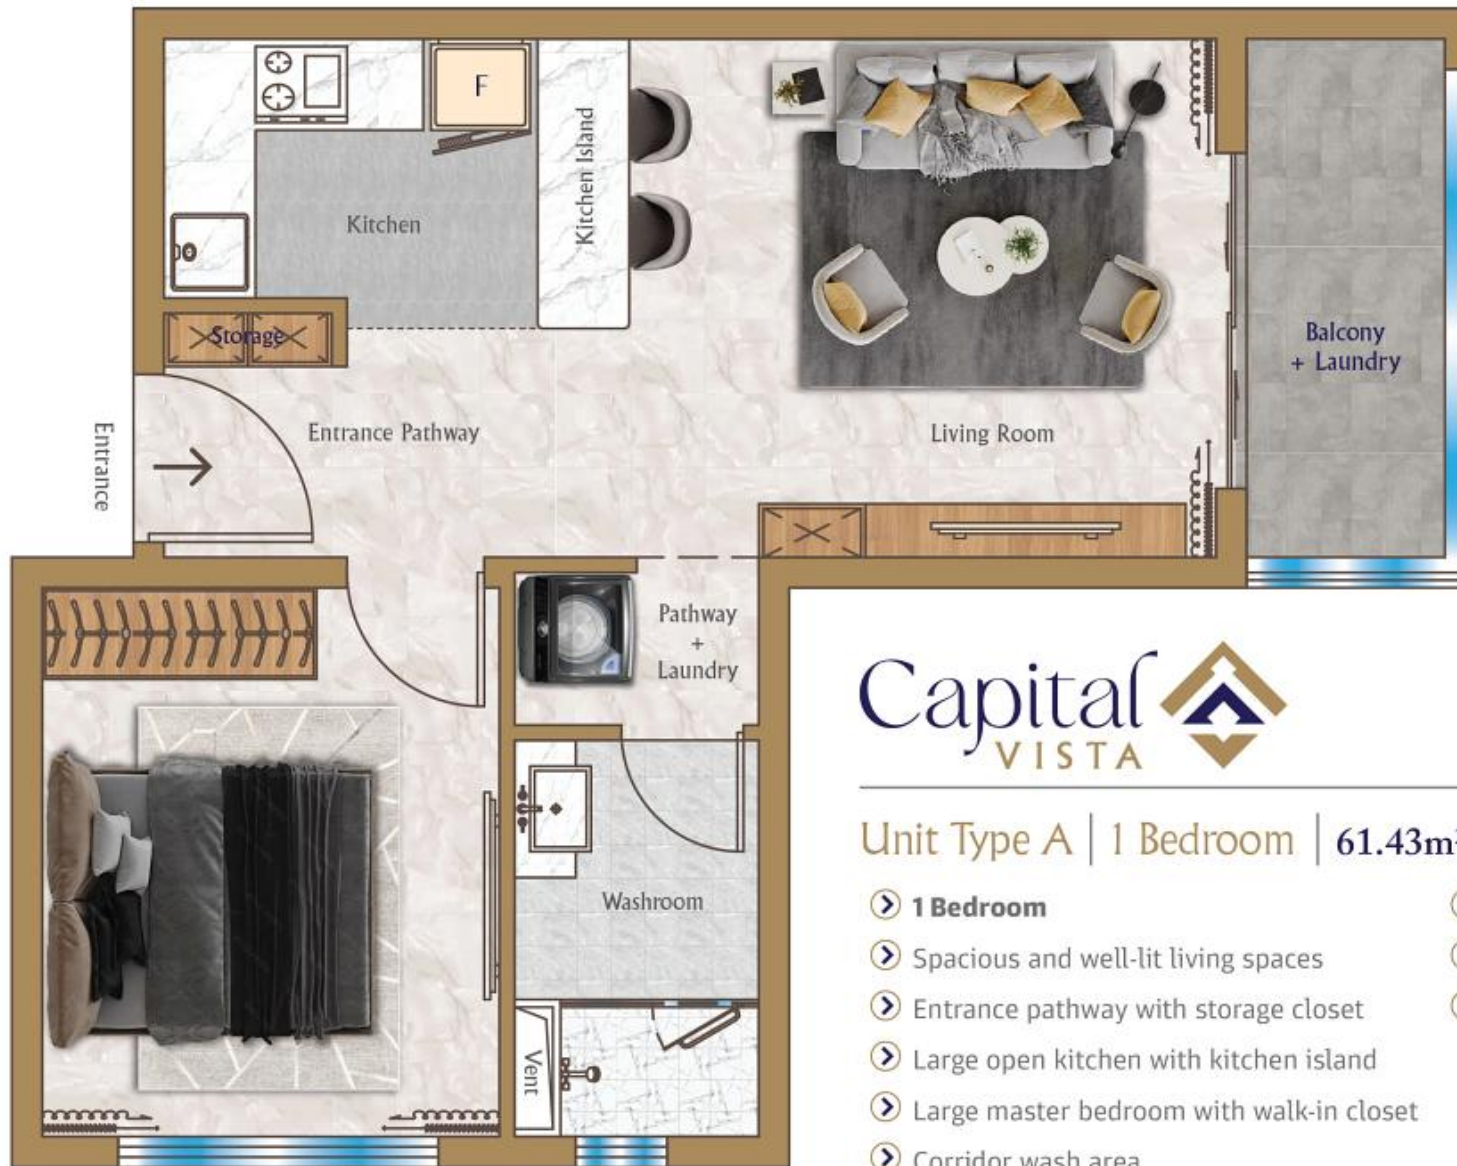 F
Kitchen Island
Kitchen
Storage
Balcony
+ Laundry
Entrance
Entrance Pathway
Living Room
Pathway
+
Laundry
Washroom
Vent
Capital
VISTA
Unit Type A | 1 Bedroom | 61.43m²
1 Bedroom
Spacious and well-lit living spaces
Entrance pathway with storage closet
Large open kitchen with kitchen island
Large master bedroom with walk-in closet
Corridor wash area